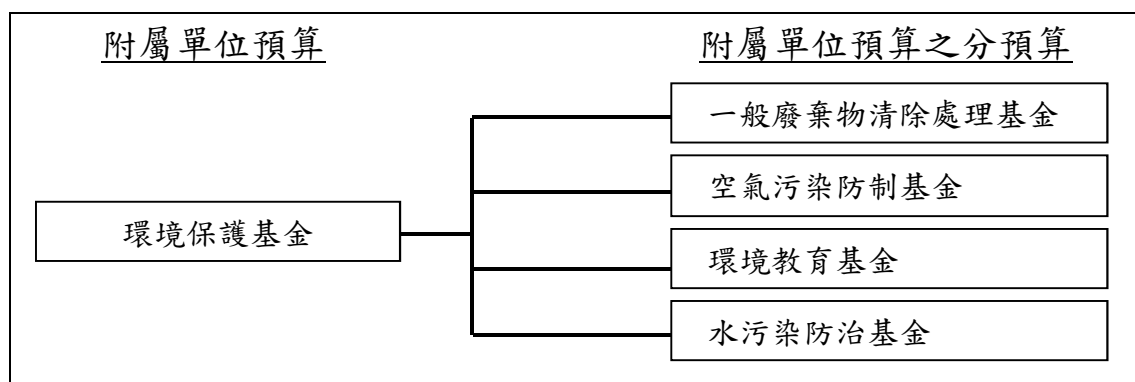 附屬單位預算
附屬單位預算之分預算
一般廢棄物清除處理基金
空氣污染防制基金
環境保護基金
環境教育基金
水污染防治基金